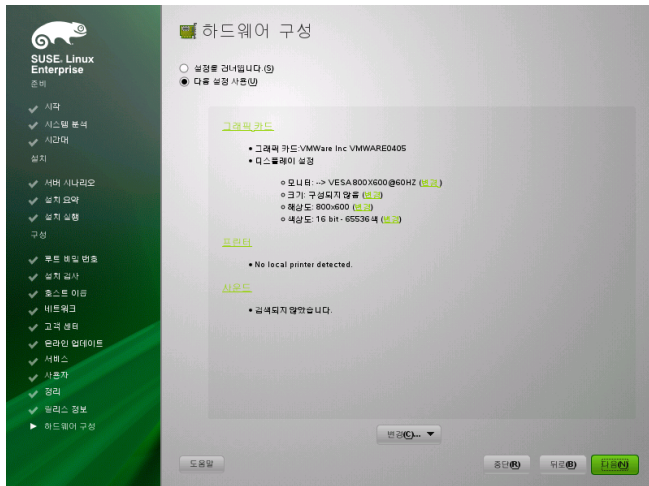 SUSE. Linux
Enterprise
준비
시작
시스템 분석
시간대
설치
서버 시나리오
설치 요약
설치 실행
구성
루트 비밀 번호
설치 검사
호스트 이름
네트워크
고객 센터
온라인 업데이트
서비스
사용자
정리
릴리스 정보
하드웨어 구성
하드웨어 구성
설정을 건너뜁니다.(S)
다음 설정 사용(U)
그래픽 카드
• 그래픽 카드:VMWare Inc VMWARE0405
• 디스플레이 설정
모니터: --> VESA 800X600@60HZ (변경)
크기: 구성되지 않음 (변경)
해상도: 800x600 (변경)
색상도: 16 bit - 65536 색 (변경)
프린터
• No local printer detected.
사운드
• 검색되지 않았습니다.
변경(C)...
도움말
중단(R)
뒤로(B)
다음(N)